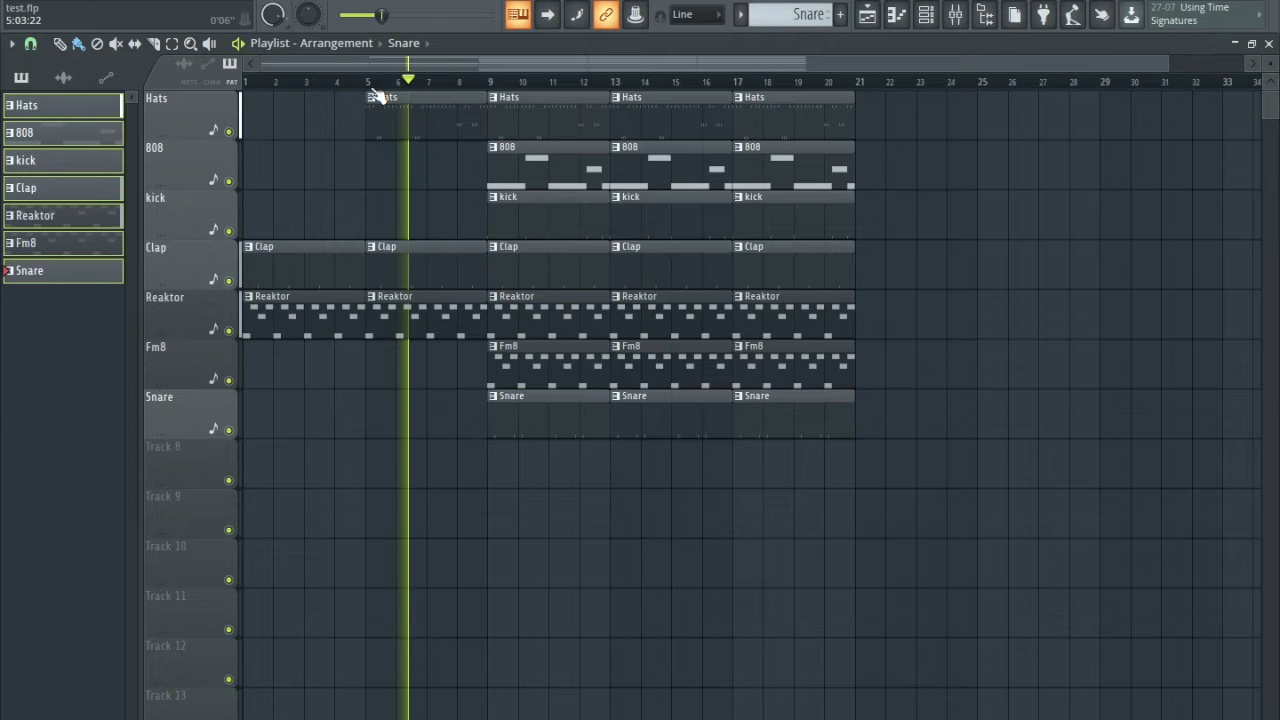 test.flp
5:03:22
0'06"
Line
Snare
27-07 Using Time
Signatures
Playlist - Arrangement Snare
NOTE CHAN PAT
1 2 3 4 5 6 7 8 9 10 11 12 13 14 15 16 17 18 19 20 21 22 23 24 25 26 27 28 29 30 31 32 33 34
Hats
808
kick
Clap
Reaktor
Fm8
Snare
Hats
Hats Hats Hats Hats
808
808 808 808
kick
kick kick kick
Clap
Clap Clap Clap Clap Clap
Reaktor
Reaktor Reaktor Reaktor Reaktor Reaktor
Fm8
Fm8 Fm8 Fm8
Snare
Snare Snare Snare
Track 8
Track 9
Track 10
Track 11
Track 12
Track 13